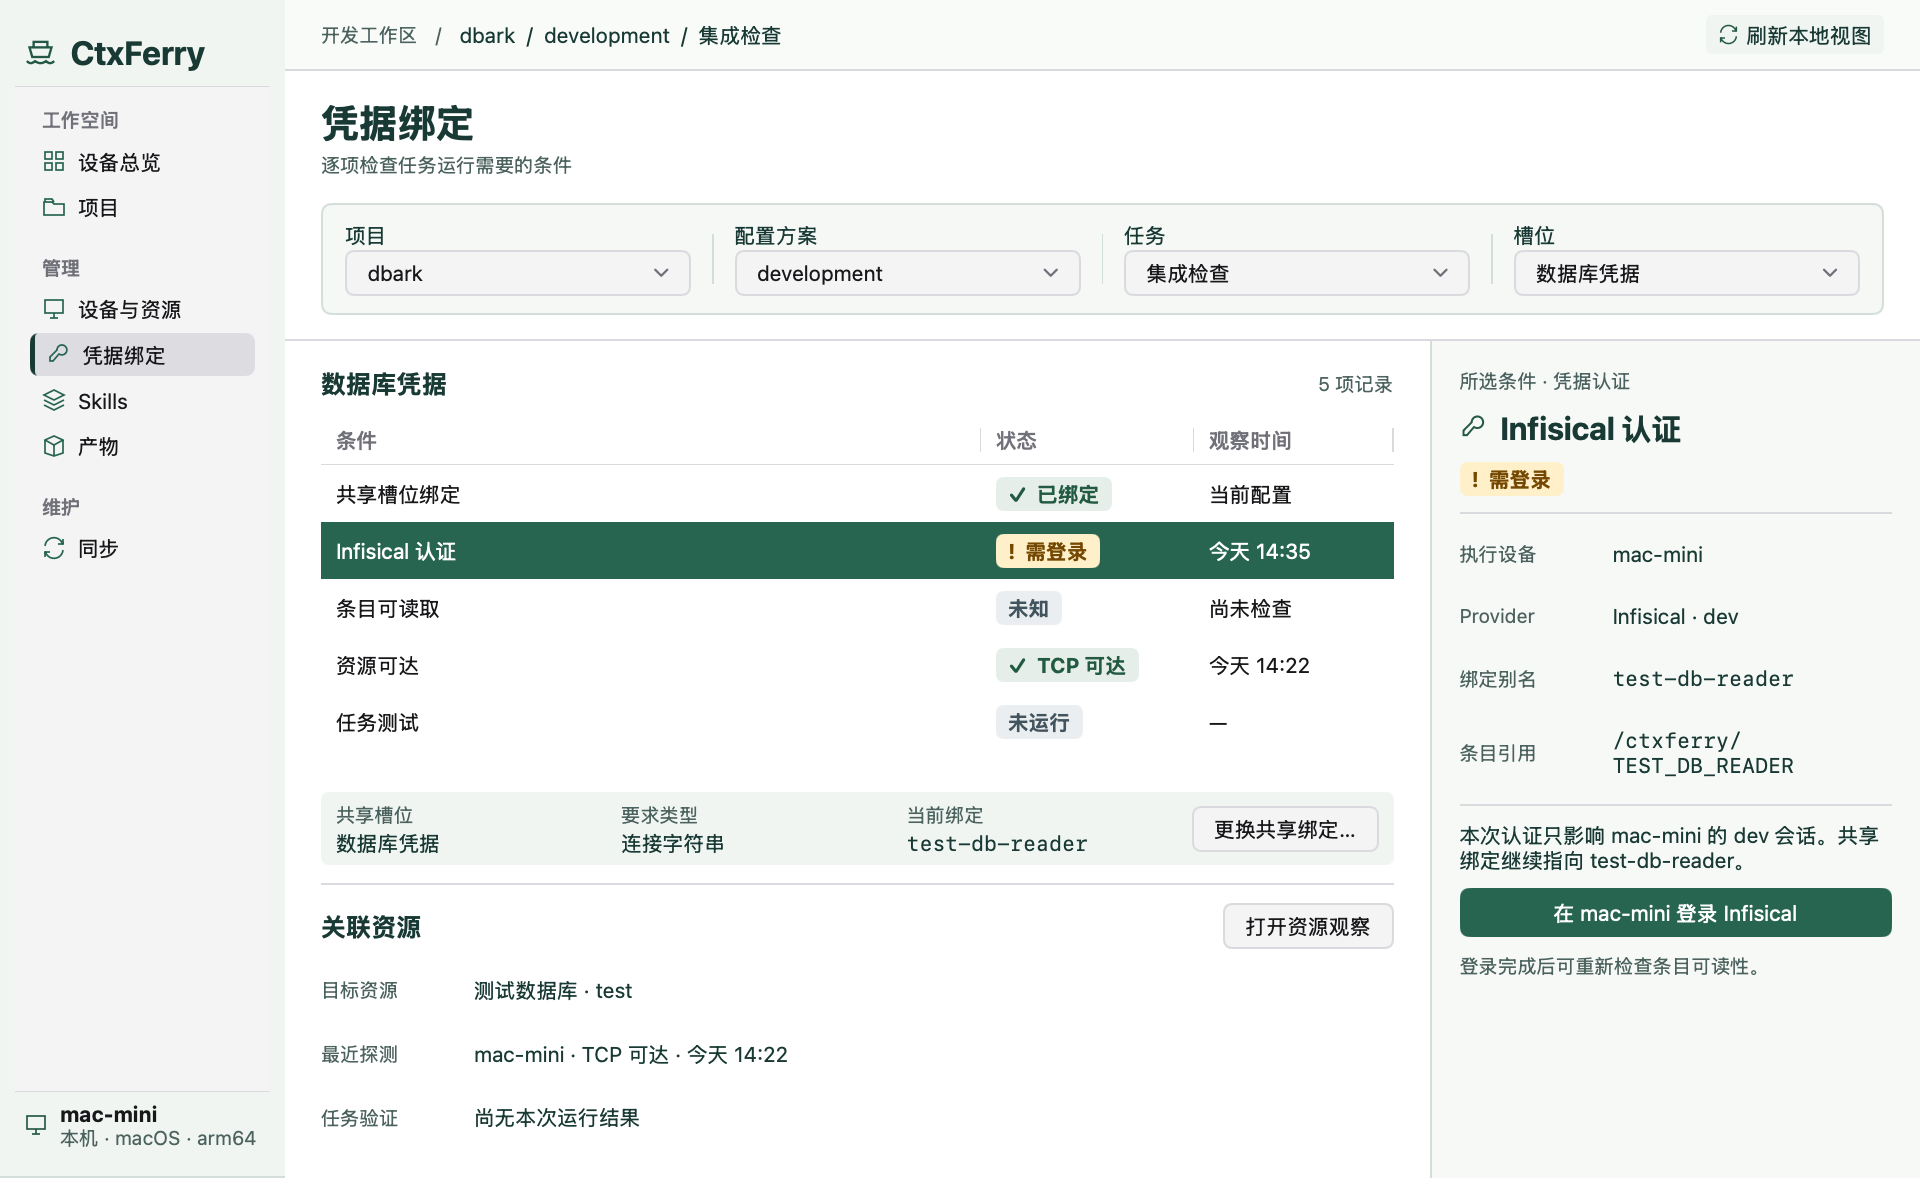 CtxFerry
工作空间
设备总览
项目
管理
设备与资源
凭据绑定
Skills
产物
维护
同步
mac-mini
本机 · macOS · arm64
开发工作区 / dbark / development / 集成检查
刷新本地视图
凭据绑定
逐项检查任务运行需要的条件
项目 配置方案 任务 槽位
dbark development 集成检查 数据库凭据
数据库凭据 5 项记录
条件 状态 观察时间
共享槽位绑定 ✓ 已绑定 当前配置
Infisical 认证 ! 需登录 今天 14:35
条目可读取 未知 尚未检查
资源可达 ✓ TCP 可达 今天 14:22
任务测试 未运行 —
共享槽位 要求类型 当前绑定
数据库凭据 连接字符串 test-db-reader
更换共享绑定...
关联资源
打开资源观察
目标资源 测试数据库 · test
最近探测 mac-mini · TCP 可达 · 今天 14:22
任务验证 尚无本次运行结果
所选条件 · 凭据认证
Infisical 认证
! 需登录
执行设备 mac-mini
Provider Infisical · dev
绑定别名 test-db-reader
条目引用 /ctxferry/
TEST_DB_READER
本次认证只影响 mac-mini 的 dev 会话。共享
绑定继续指向 test-db-reader。
在 mac-mini 登录 Infisical
登录完成后可重新检查条目可读性。